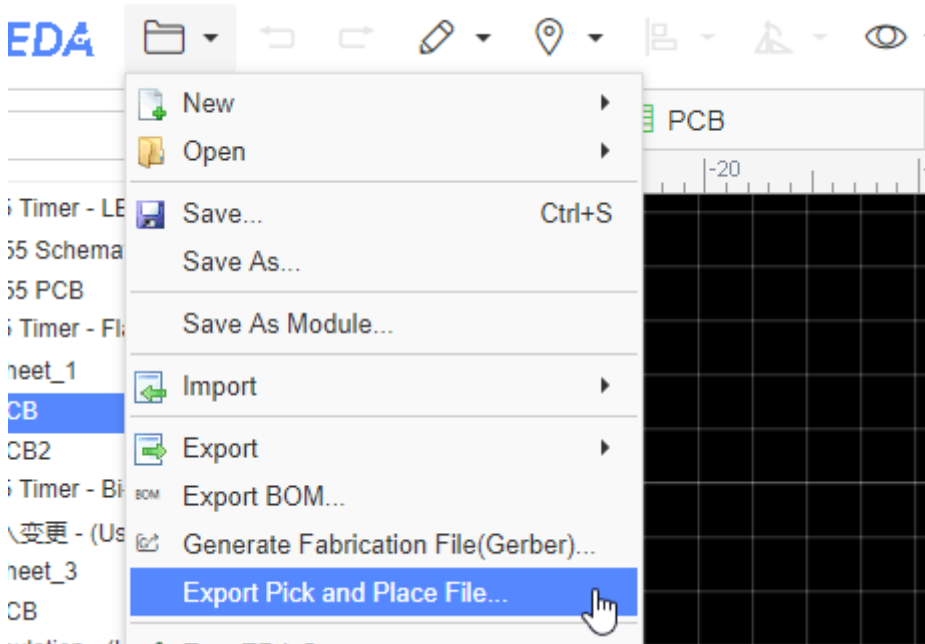 EDA
New
Open
PCB
-20
5 Timer - LE
Save...
Ctrl+S
55 Schema
Save As...
55 PCB
5 Timer - Fl
Save As Module...
heet_1
Import
CB
CB2
Export
Timer - Bi
BOM
Export BOM...
变更 - (Us
Generate Fabrication File(Gerber)...
heet_3
Export Pick and Place File...
CB